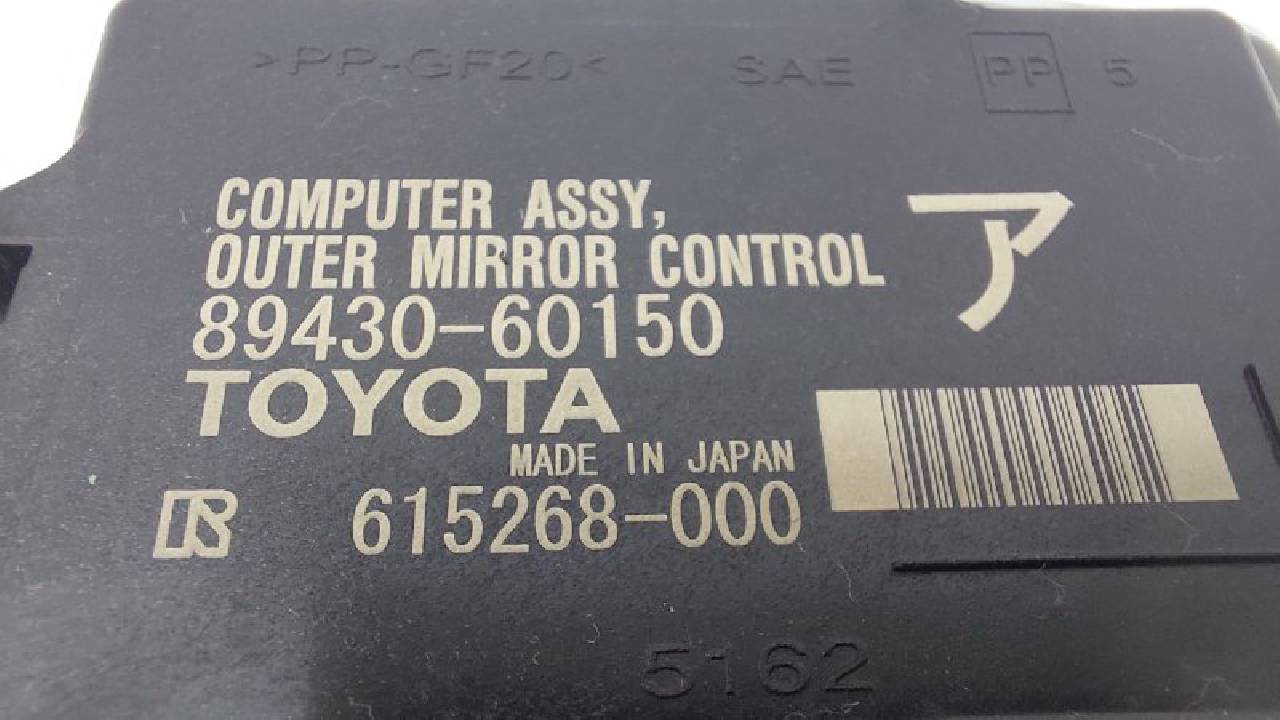 >PP-GF20< SAE PP 5
COMPUTER ASSY,
OUTER MIRROR CONTROL
ア
89430-60150
TOYOTA
MADE IN JAPAN
R 615268-000
5162